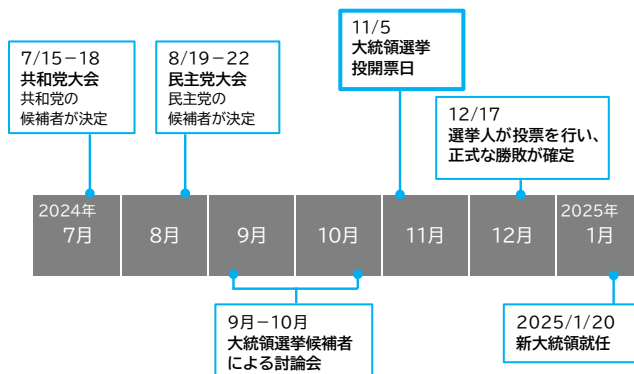 7/15−18
共和党大会
共和党の
候補者が決定
8/19−22
民主党大会
民主党の
候補者が決定
11/5
大統領選挙
投開票日
12/17
選挙人が投票を行い、
正式な勝敗が確定
2024年
7月
8月
9月
10月
11月
12月
2025年
1月
9月−10月
大統領選挙候補者
による討論会
2025/1/20
新大統領就任